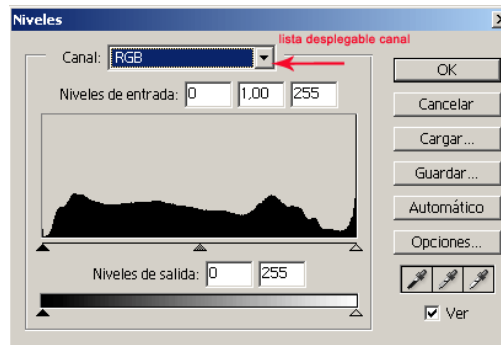 Niveles
lista desplegable canal
Canal: RGB
OK
Niveles de entrada: 0 1,00 255
Cancelar
Cargar...
Guardar...
Automático
Opciones...
Niveles de salida: 0 255
Ver